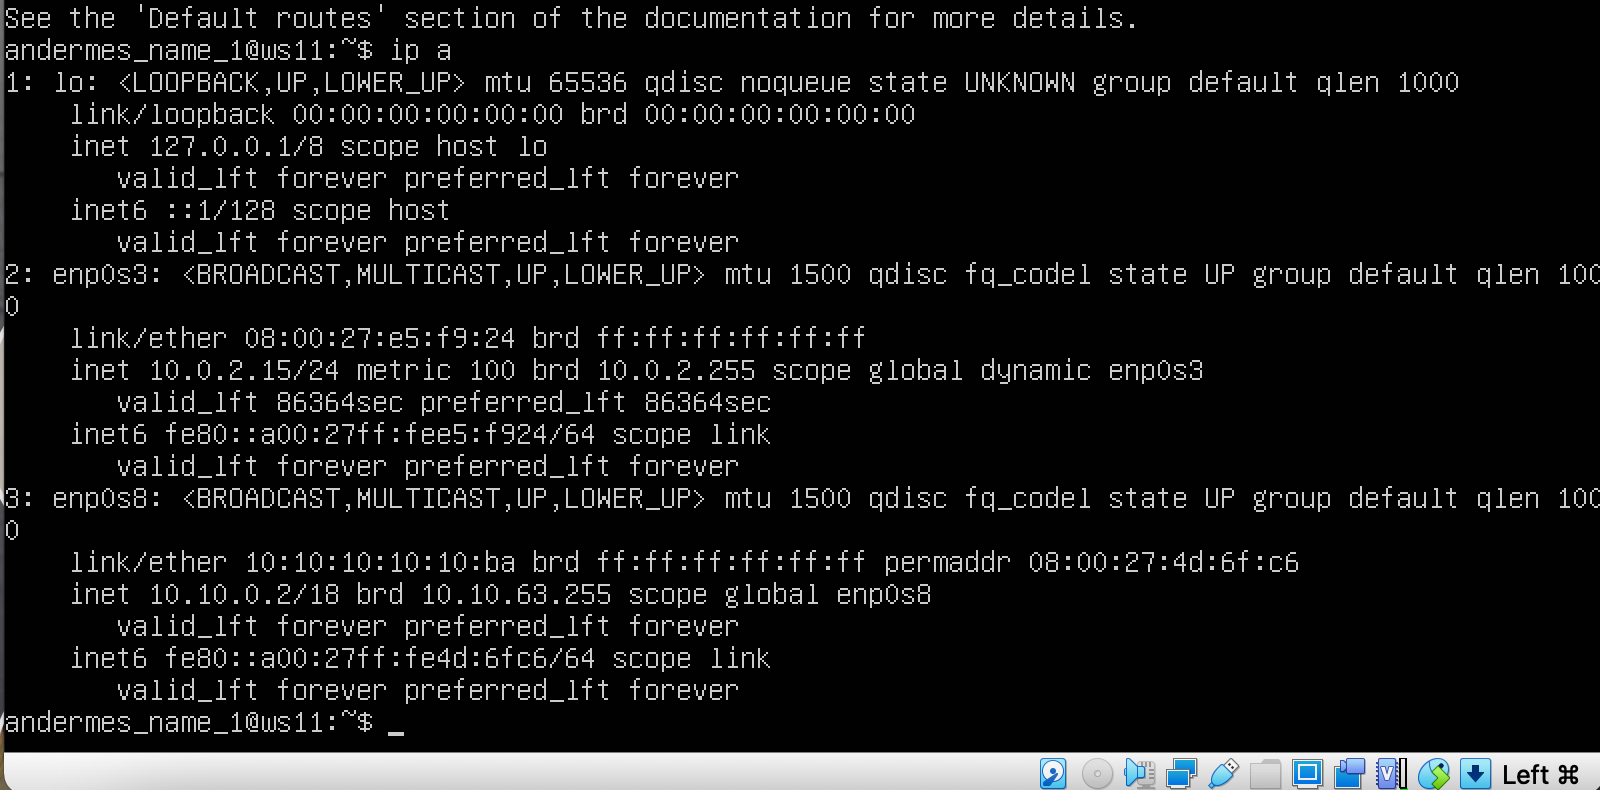 See the 'Default routes' section of the documentation for more details.
andermes_name_1@ws11:~$ ip a
1: lo: <LOOPBACK,UP,LOWER_UP> mtu 65536 qdisc noqueue state UNKNOWN group default qlen 1000
    link/loopback 00:00:00:00:00:00 brd 00:00:00:00:00:00
    inet 127.0.0.1/8 scope host lo
       valid_lft forever preferred_lft forever
    inet6 ::1/128 scope host
       valid_lft forever preferred_lft forever
2: enp0s3: <BROADCAST,MULTICAST,UP,LOWER_UP> mtu 1500 qdisc fq_codel state UP group default qlen 100
0
    link/ether 08:00:27:e5:f9:24 brd ff:ff:ff:ff:ff:ff
    inet 10.0.2.15/24 metric 100 brd 10.0.2.255 scope global dynamic enp0s3
       valid_lft 86364sec preferred_lft 86364sec
    inet6 fe80::a00:27ff:fee5:f924/64 scope link
       valid_lft forever preferred_lft forever
3: enp0s8: <BROADCAST,MULTICAST,UP,LOWER_UP> mtu 1500 qdisc fq_codel state UP group default qlen 100
0
    link/ether 10:10:10:10:10:ba brd ff:ff:ff:ff:ff:ff permaddr 08:00:27:4d:6f:c6
    inet 10.10.0.2/18 brd 10.10.63.255 scope global enp0s8
       valid_lft forever preferred_lft forever
    inet6 fe80::a00:27ff:fe4d:6fc6/64 scope link
       valid_lft forever preferred_lft forever
andermes_name_1@ws11:~$ _
Left ⌘